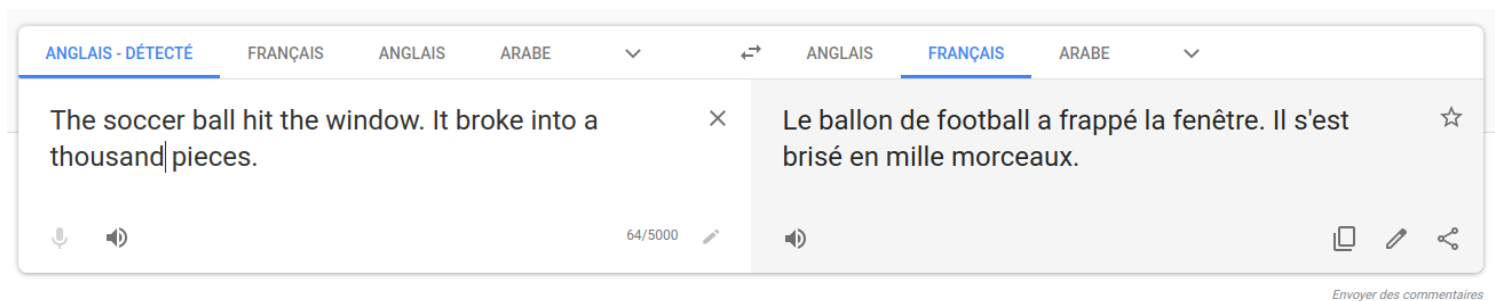 ANGLAIS - DÉTECTÉ FRANÇAIS ANGLAIS ARABE ANGLAIS FRANÇAIS ARABE
The soccer ball hit the window. It broke into a
thousand pieces.
64/5000
Le ballon de football a frappé la fenêtre. Il s'est
brisé en mille morceaux.
Envoyer des commentaires